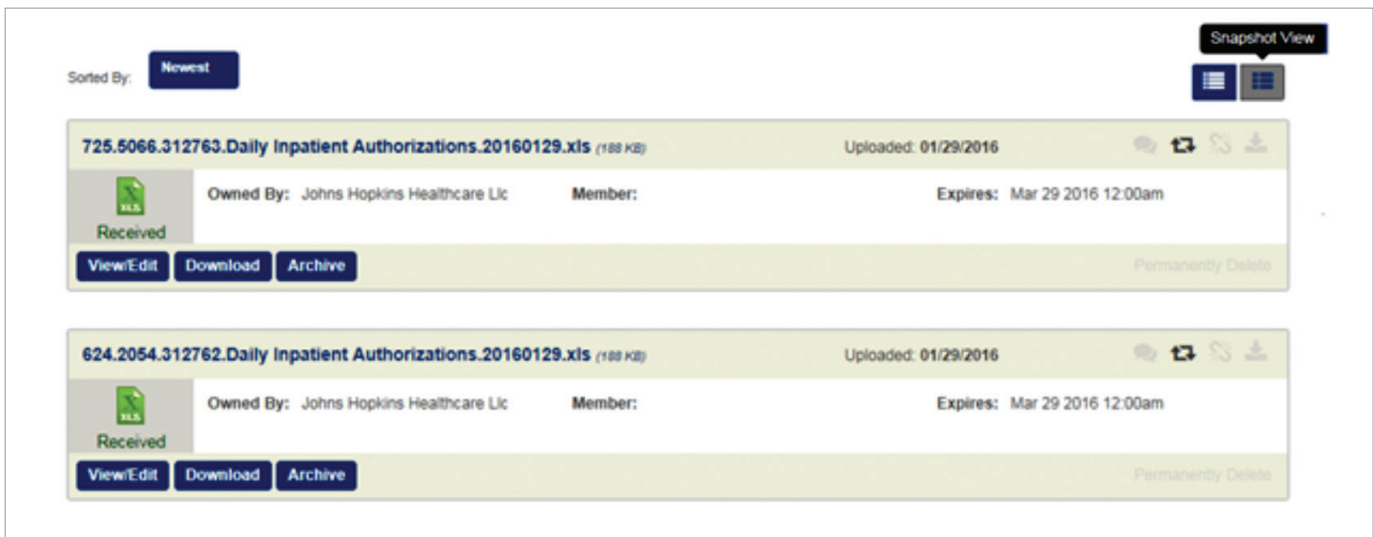 Snapshot View
Sorted By: Newest
725.5066.312763.Daily Inpatient Authorizations.20160129.xls (188 KB) Uploaded: 01/29/2016
XLS
Owned By: Johns Hopkins Healthcare Llc Member: Expires: Mar 29 2016 12:00am
Received
View/Edit Download Archive Permanently Delete
624.2054.312762.Daily Inpatient Authorizations.20160129.xls (188 KB) Uploaded: 01/29/2016
XLS
Owned By: Johns Hopkins Healthcare Llc Member: Expires: Mar 29 2016 12:00am
Received
View/Edit Download Archive Permanently Delete